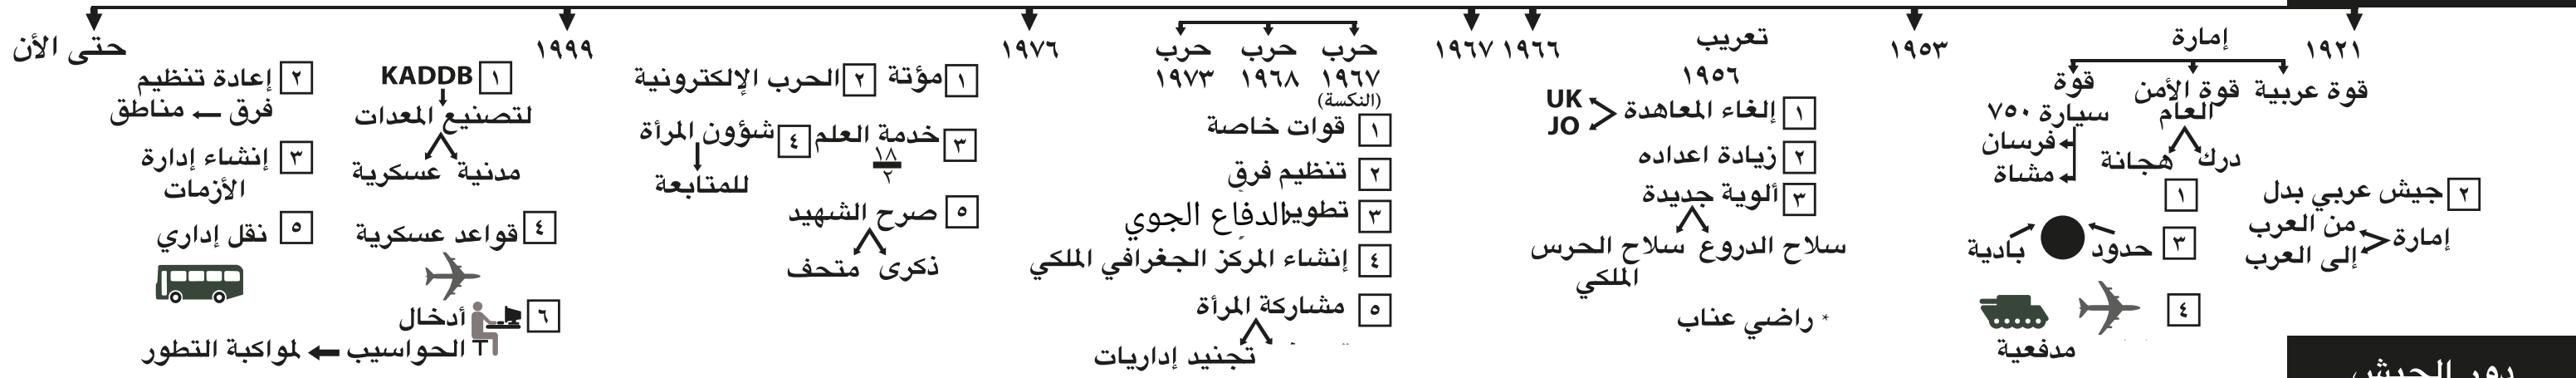 ١٩٢١
إمارة
قوة عربية
قوة الأمن
العام
درك
هجانة
قوة
سيارة ٧٥٠
فرسان
مشاة
١
٢ جيش عربي بدل
إمارة
من العرب
إلى العرب
٣ حدود
بادية
٤
مدفعية
١٩٥٣
تعريب
١٩٥٦
١ إلغاء المعاهدة
UK
JO
٢ زيادة اعداده
٣ ألوية جديدة
سلاح الدروع
سلاح الحرس
الملكي
* راضي عناب
١٩٦٦
١٩٦٧
حرب
١٩٦٧
(النكسة)
حرب
١٩٦٨
حرب
١٩٧٣
١ قوات خاصة
٢ تنظيم فرق
٣ تطوير الدفاع الجوي
٤ إنشاء المركز الجغرافي الملكي
٥ مشاركة المرأة
تجنيد إداريات
١٩٧٦
١ مؤتة
٢ الحرب الإلكترونية
٣ خدمة العلم
١٨
٢
٤ شؤون المرأة
للمتابعة
٥ صرح الشهيد
ذكرى
متحف
١٩٩٩
١ KADDB
لتصنيع المعدات
مدنية
عسكرية
٢ إعادة تنظيم
فرق
مناطق
٣ إنشاء إدارة
الأزمات
٤ قواعد عسكرية
٥ نقل إداري
٦ أدخال
الحواسيب
لمواكبة التطور
حتى الأن
دور الجيش